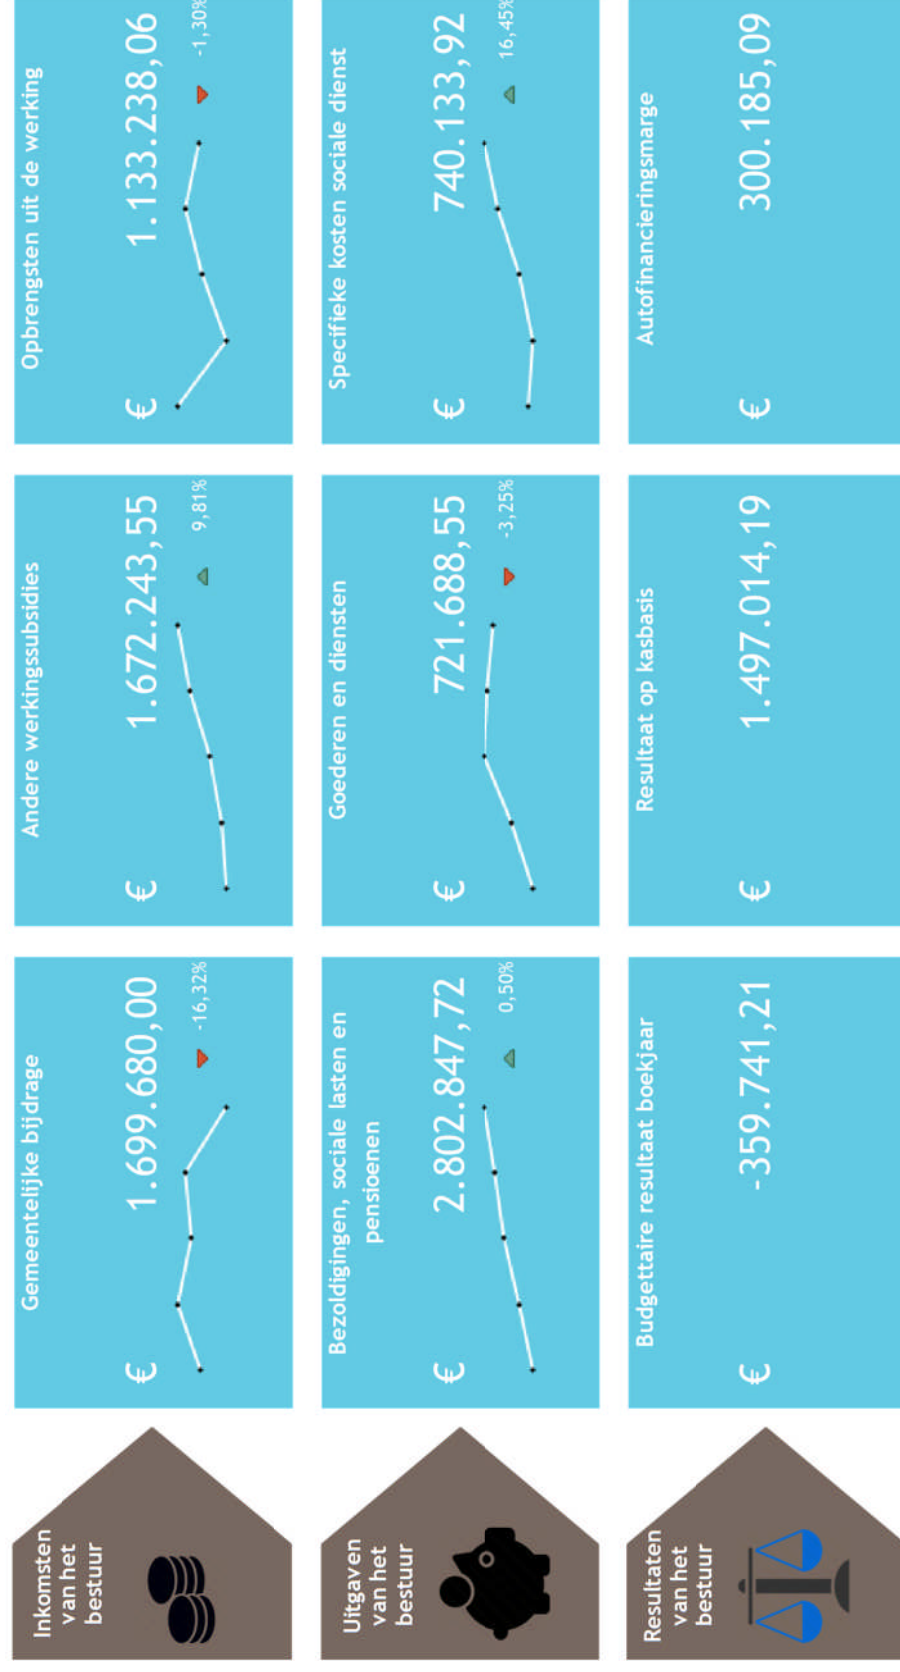 Inkomsten
van het
bestuur
Gemeentelijke bijdrage
€ 1.699.680,00
-16,32%
Andere werkingssubsidies
€ 1.672.243,55
9,81%
Opbrengsten uit de werking
€ 1.133.238,06
-1,30%
Uitgaven
van het
bestuur
Bezoldigingen, sociale lasten en
pensioenen
€ 2.802.847,72
0,50%
Goederen en diensten
€ 721.688,55
-3,25%
Specifieke kosten sociale dienst
€ 740.133,92
16,45%
Resultaten
van het
bestuur
Budgettaire resultaat boekjaar
€ -359.741,21
Resultaat op kasbasis
€ 1.497.014,19
Autofinancieringsmarge
€ 300.185,09